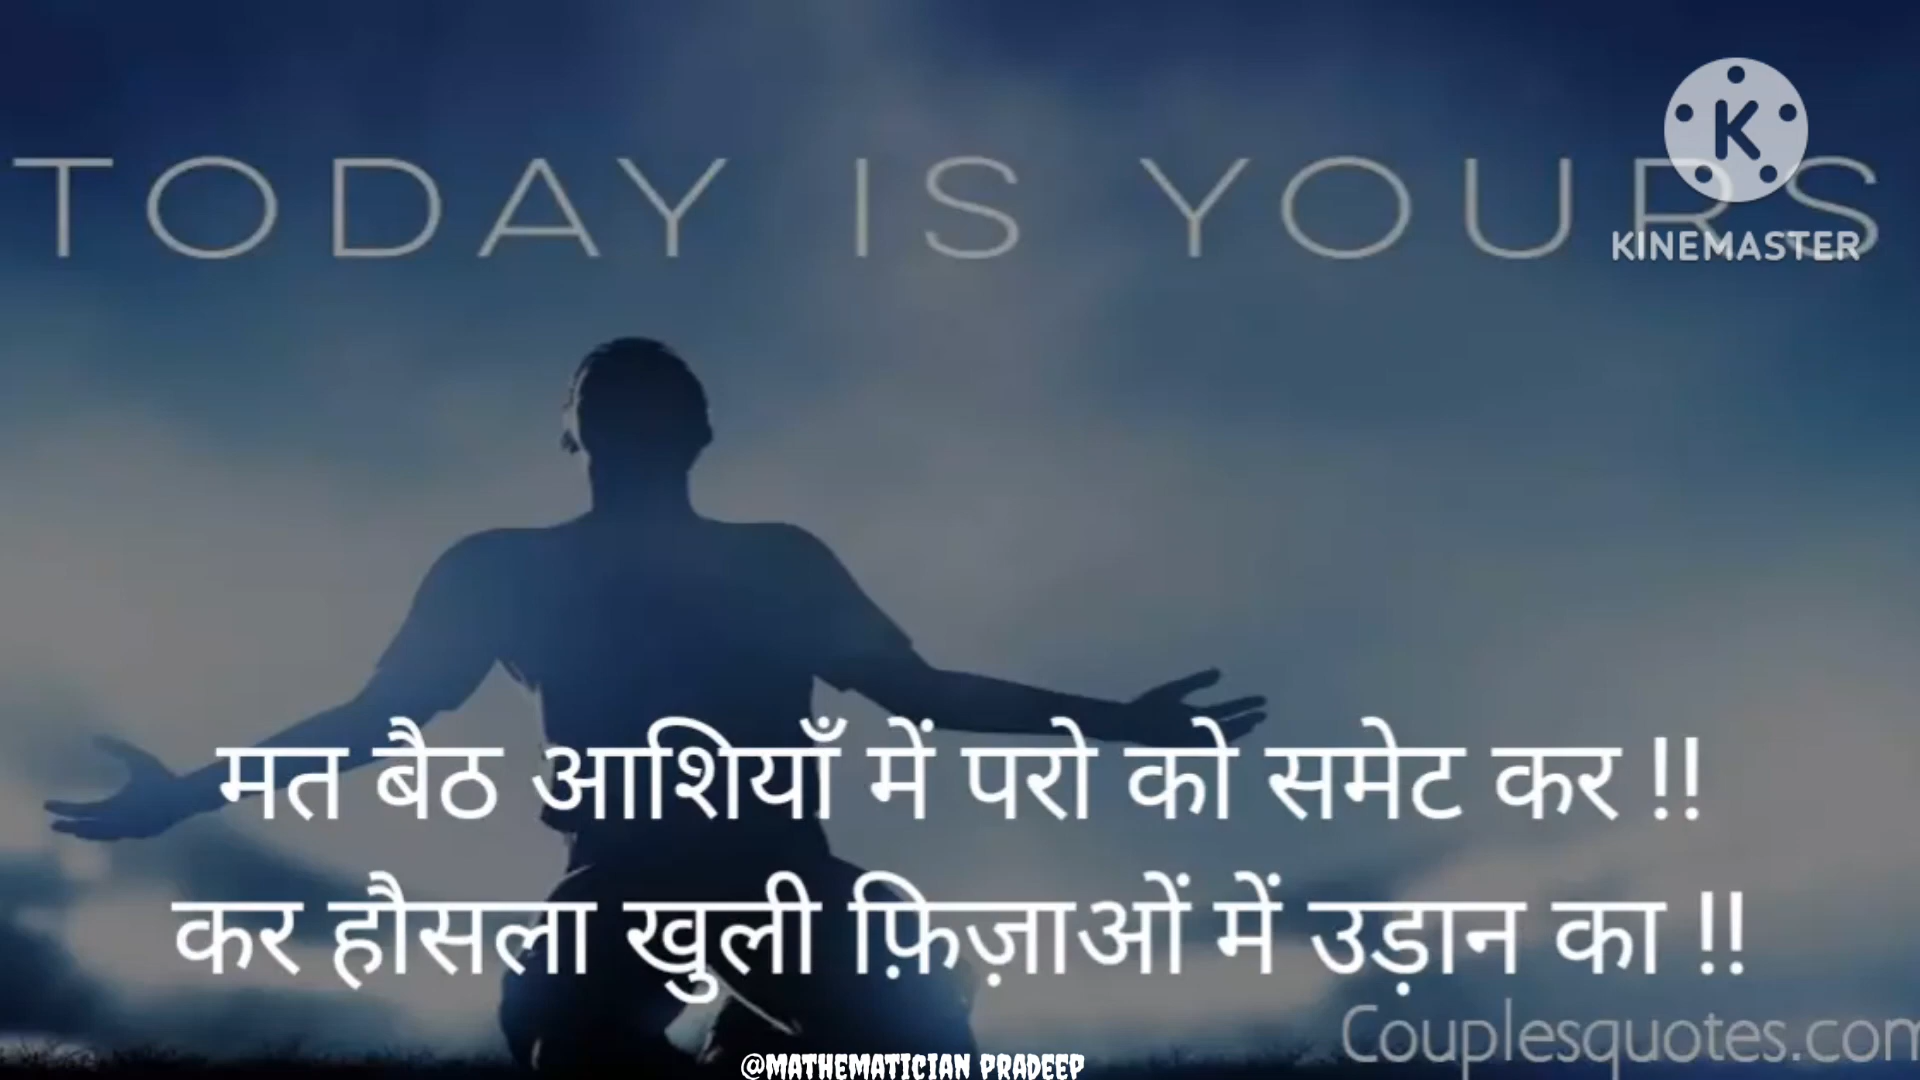 TODAY IS YOURS
K
KINEMASTER
मत बैठ आशियाँ में परो को समेट कर !!
कर हौसला खुली फ़िज़ाओं में उड़ान का !!
Couplesquotes.com
@MATHEMATICIAN PRADEEP